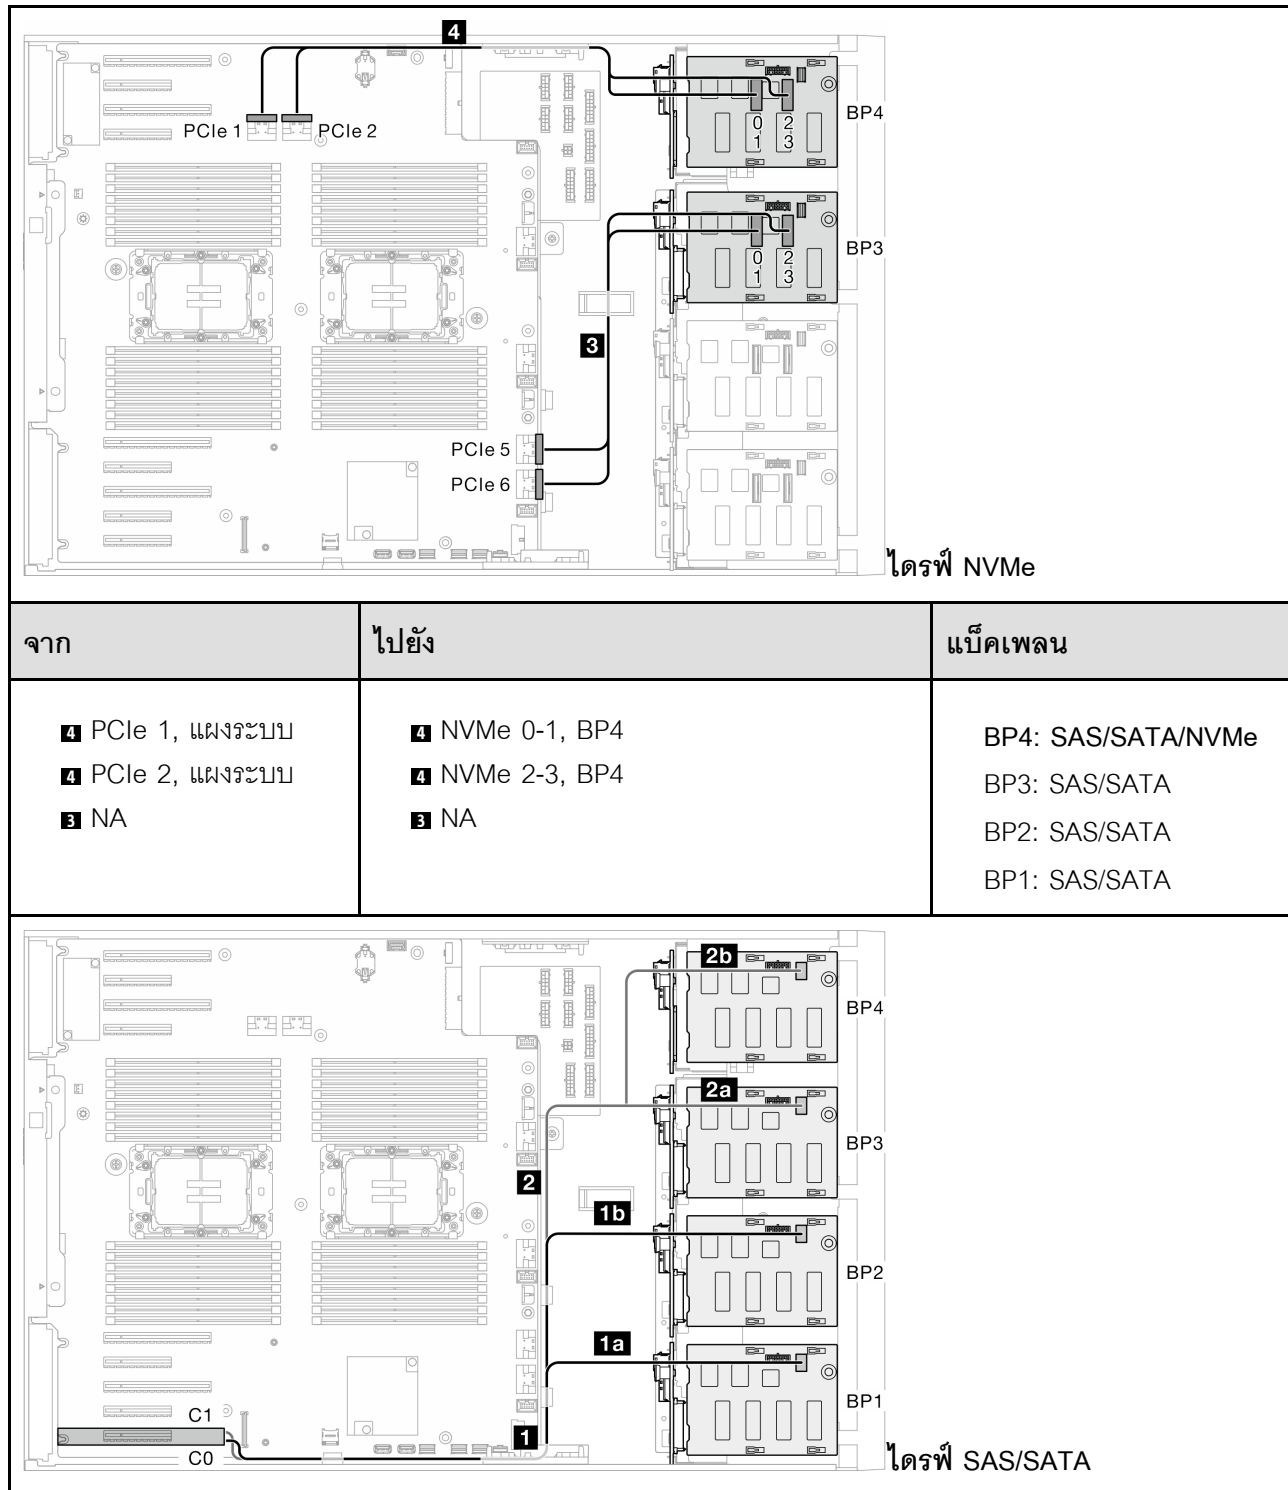 4
PCIe 1
PCIe 2
0
1
2
3
BP4
0
1
2
3
BP3
3
PCIe 5
PCIe 6
ไดรฟ์ NVMe
จาก
ไปยัง
แบ็คเพลน
4 PCIe 1, แผงระบบ
4 PCIe 2, แผงระบบ
3 NA
4 NVMe 0-1, BP4
4 NVMe 2-3, BP4
3 NA
BP4: SAS/SATA/NVMe
BP3: SAS/SATA
BP2: SAS/SATA
BP1: SAS/SATA
2b
BP4
2a
BP3
2
1b
BP2
1a
BP1
C1
C0
1
ไดรฟ์ SAS/SATA